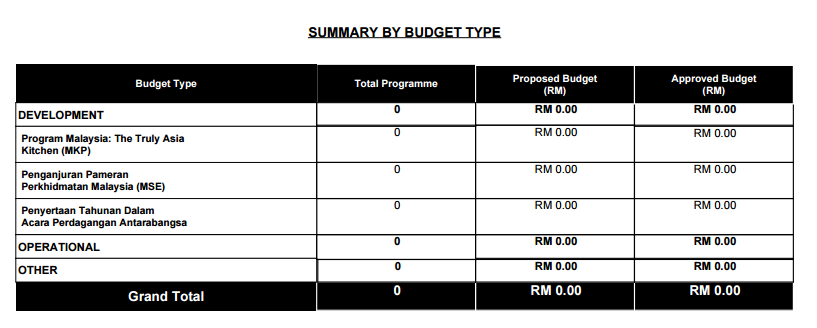 SUMMARY BY BUDGET TYPE
Budget Type Total Programme Proposed Budget (RM) Approved Budget (RM)
DEVELOPMENT 0 RM 0.00 RM 0.00
Program Malaysia: The Truly Asia 0 RM 0.00 RM 0.00
Kitchen (MKP)
Penganjuran Pameran 0 RM 0.00 RM 0.00
Perkhidmatan Malaysia (MSE)
Penyertaan Tahunan Dalam 0 RM 0.00 RM 0.00
Acara Perdagangan Antarabangsa
OPERATIONAL 0 RM 0.00 RM 0.00
OTHER 0 RM 0.00 RM 0.00
Grand Total 0 RM 0.00 RM 0.00